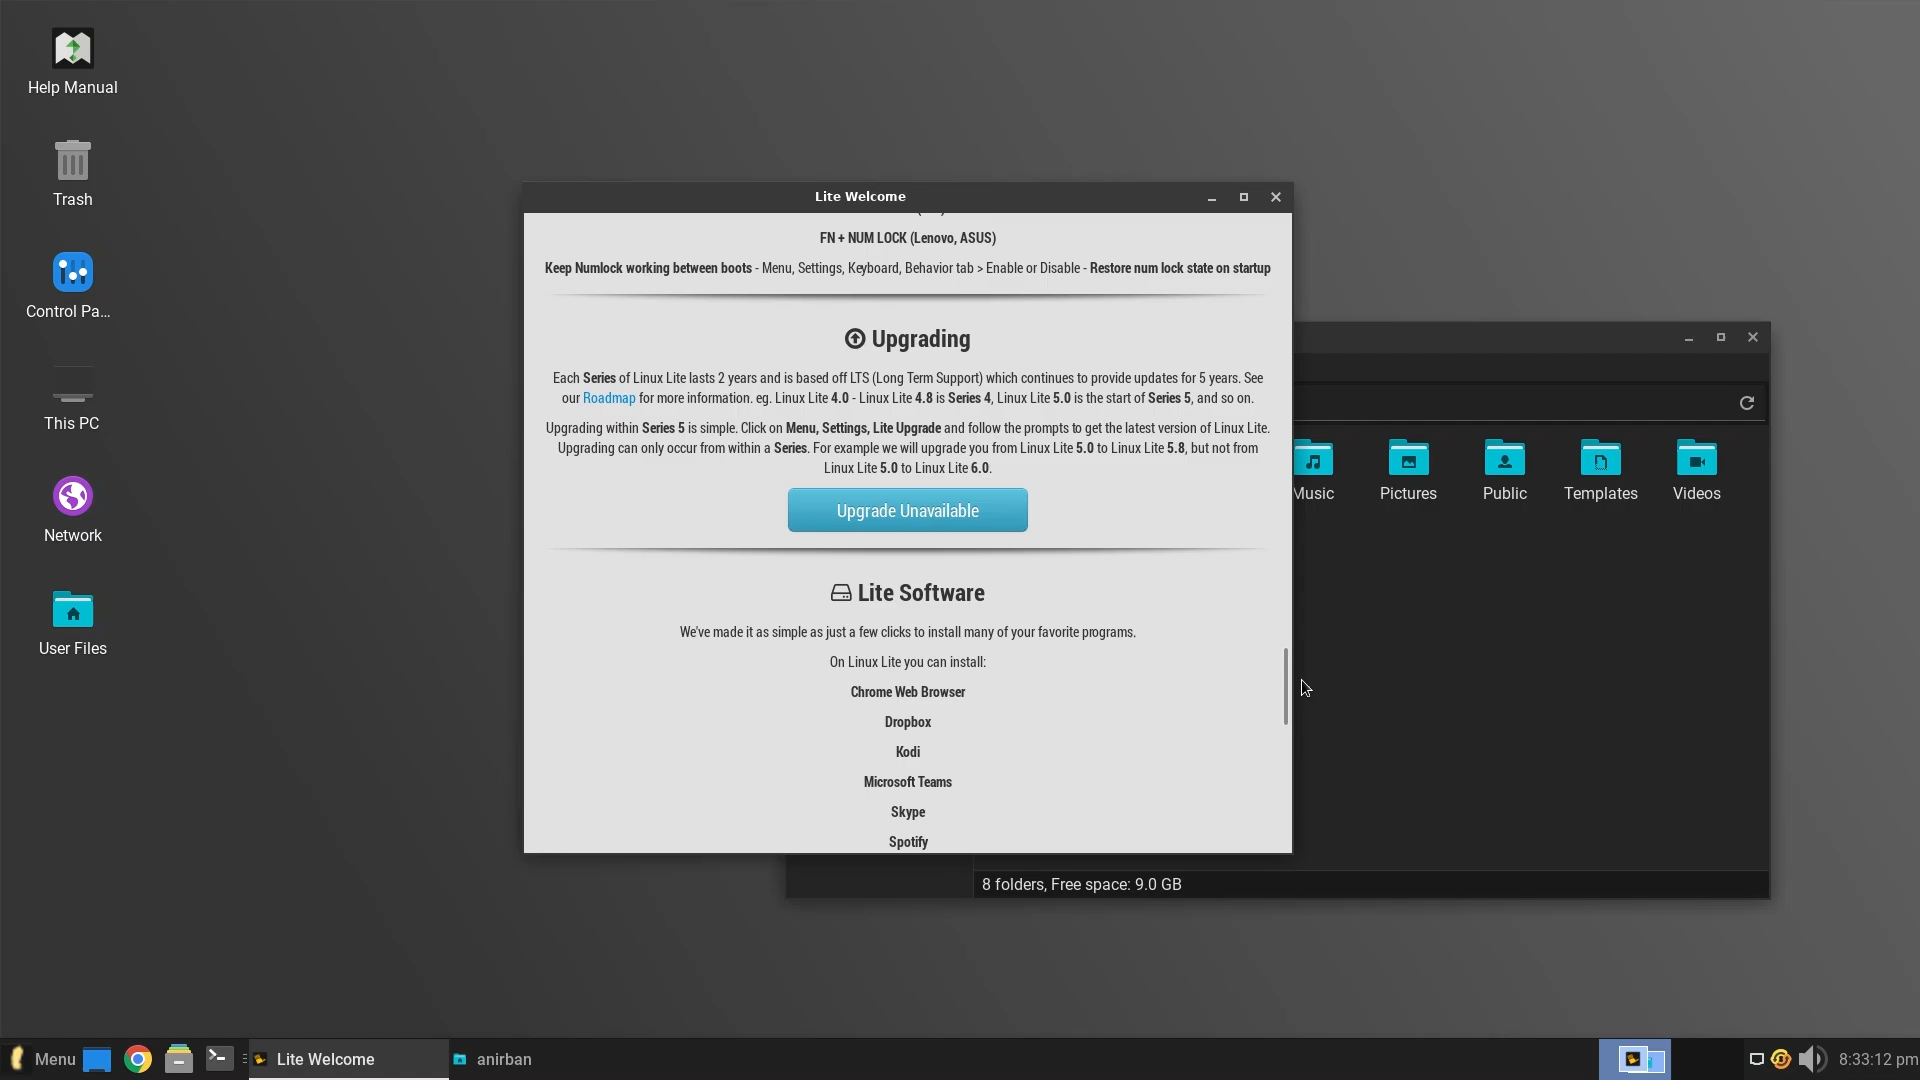 Help Manual
Trash
Control Pa...
This PC
Network
User Files
Lite Welcome
FN + NUM LOCK (Lenovo, ASUS)
Keep Numlock working between boots - Menu, Settings, Keyboard, Behavior tab > Enable or Disable - Restore num lock state on startup
Upgrading
Each Series of Linux Lite lasts 2 years and is based off LTS (Long Term Support) which continues to provide updates for 5 years. See
our Roadmap for more information. eg. Linux Lite 4.0 - Linux Lite 4.8 is Series 4, Linux Lite 5.0 is the start of Series 5, and so on.
Upgrading within Series 5 is simple. Click on Menu, Settings, Lite Upgrade and follow the prompts to get the latest version of Linux Lite.
Upgrading can only occur from within a Series. For example we will upgrade you from Linux Lite 5.0 to Linux Lite 5.8, but not from
Linux Lite 5.0 to Linux Lite 6.0.
Upgrade Unavailable
Lite Software
We've made it as simple as just a few clicks to install many of your favorite programs.
On Linux Lite you can install:
Chrome Web Browser
Dropbox
Kodi
Microsoft Teams
Skype
Spotify
Music
Pictures
Public
Templates
Videos
8 folders, Free space: 9.0 GB
Menu
Lite Welcome
anirban
8:33:12 pm